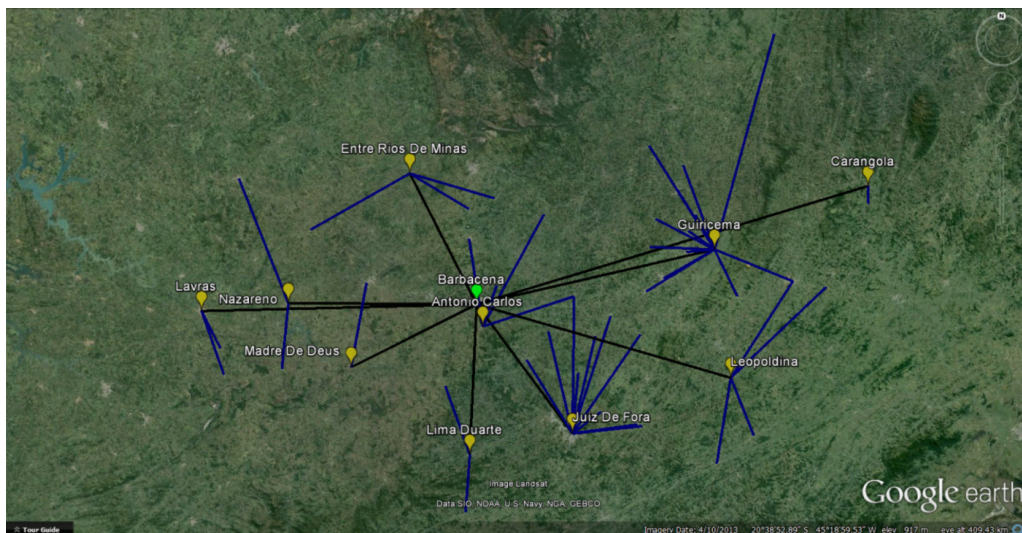 N
Entre Rios De Minas
Carangola
Guiricema
Barbacena
Lavras
Nazareno
Antonio Carlos
Madre De Deus
Leopoldina
Juiz De Fora
Lima Duarte
Image Landsat
Data SIO, NOAA, U.S. Navy, NGA, GEBCO
Google earth
Tour Guide
Imagery Date: 4/10/2013 20°38'52.89" S 45°18'59.53" W elev 917 m eye alt 409.43 km